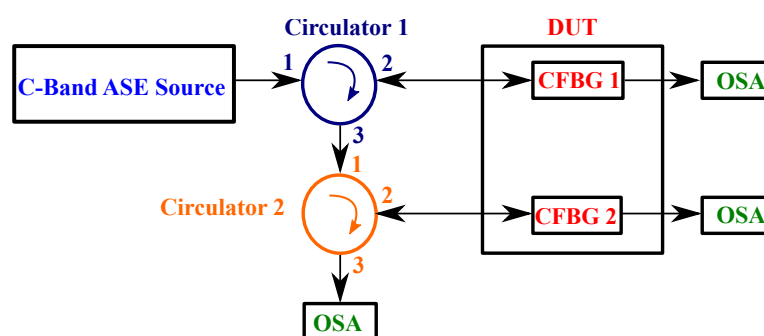 Circulator 1
DUT
1
2
C-Band ASE Source
CFBG 1
OSA
3
1
Circulator 2
2
CFBG 2
OSA
3
OSA